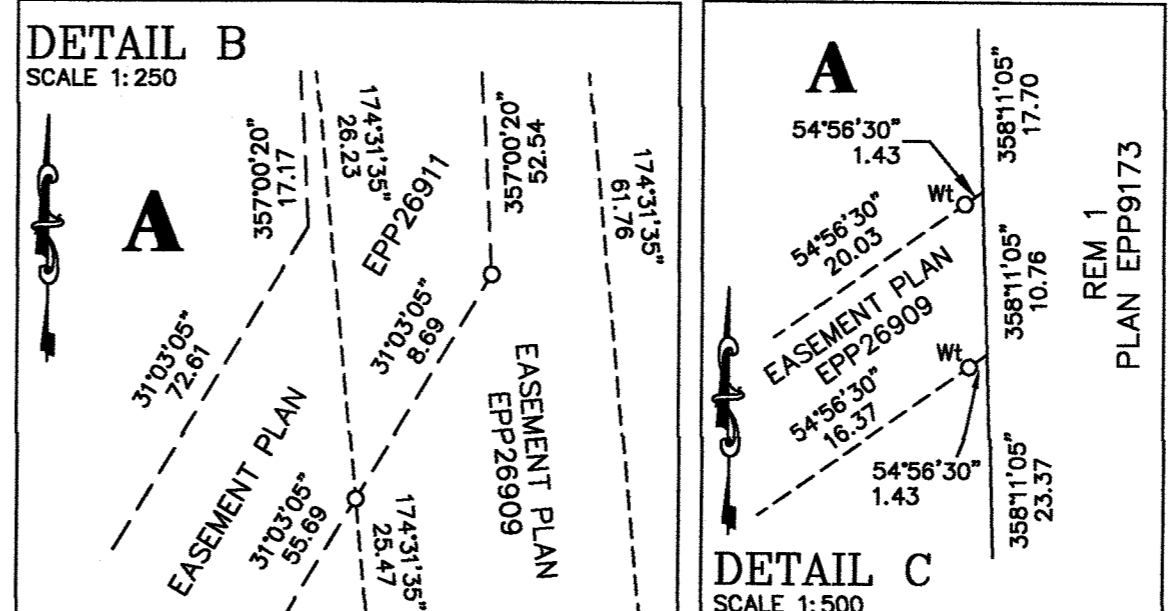 DETAIL B
SCALE 1:250
A
357°00'20"
17.17
174°31'35"
26.23
EPP26911
357°00'20"
52.54
174°31'35"
61.76
31°03'05"
72.61
31°03'05"
8.69
EASEMENT PLAN
31°03'05"
55.69
174°31'35"
25.47
EASEMENT PLAN
EPP26909
A
54°56'30"
1.43
Wt
358°11'05"
17.70
54°56'30"
20.03
EASEMENT PLAN
EPP26909
358°11'05"
10.76
REM 1
PLAN EPP9173
Wt
54°56'30"
16.37
54°56'30"
1.43
358°11'05"
23.37
DETAIL C
SCALE 1:500